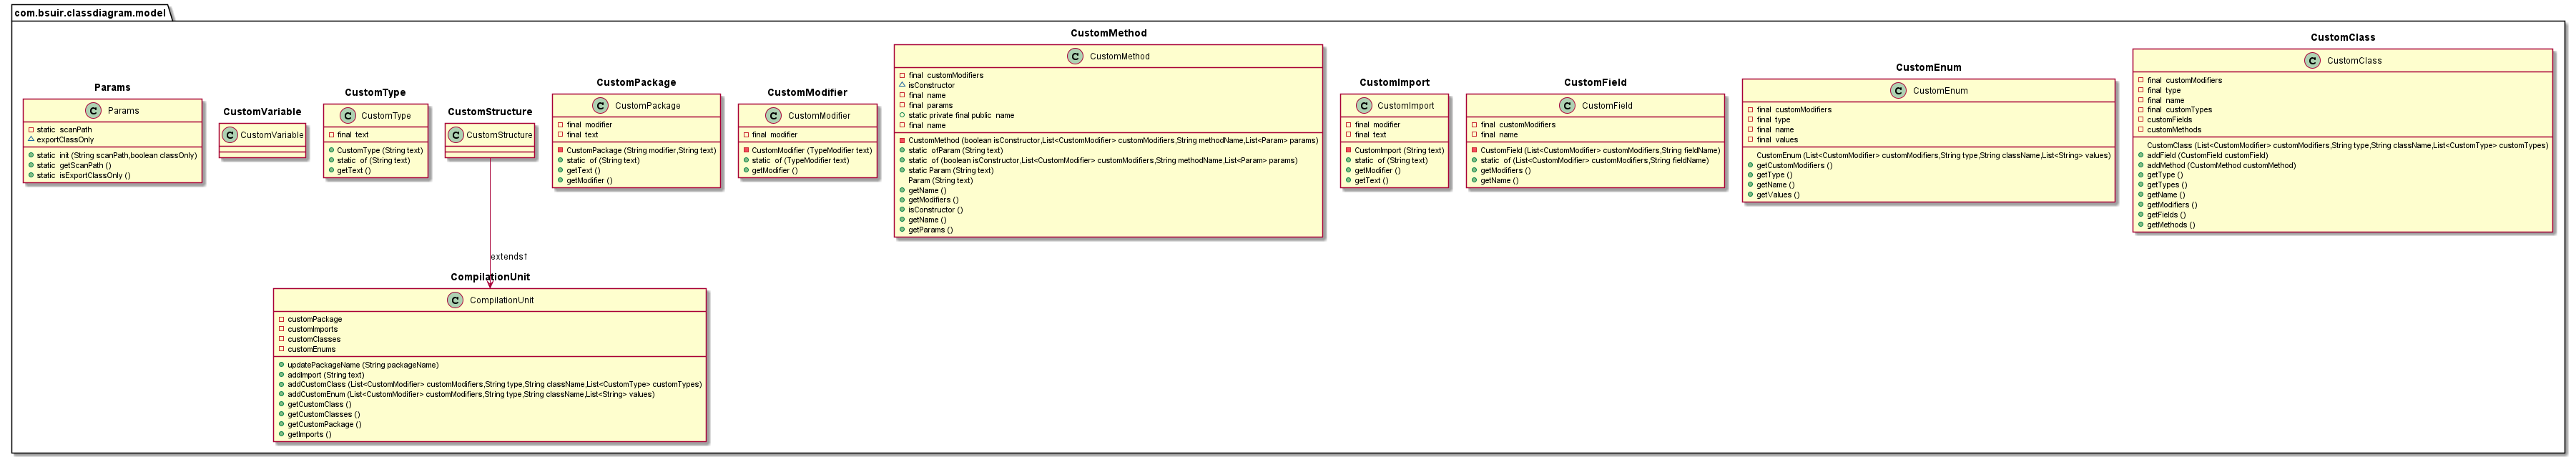 com.bsuir.classdiagram.model
Params
C Params
static scanPath
exportClassOnly
static init (String scanPath,boolean classOnly)
static getScanPath ()
static isExportClassOnly ()
CustomVariable
C CustomVariable
CustomType
C CustomType
final text
CustomType (String text)
static of (String text)
getText ()
CustomStructure
C CustomStructure
CustomPackage
C CustomPackage
final modifier
final text
CustomPackage (String modifier,String text)
static of (String text)
getText ()
getModifier ()
CustomModifier
C CustomModifier
final modifier
CustomModifier (TypeModifier text)
static of (TypeModifier text)
getModifier ()
CustomMethod
C CustomMethod
final customModifiers
isConstructor
final name
final params
static private final public name
final name
CustomMethod (boolean isConstructor,List<CustomModifier> customModifiers,String methodName,List<Param> params)
static ofParam (String text)
static of (boolean isConstructor,List<CustomModifier> customModifiers,String methodName,List<Param> params)
static Param (String text)
Param (String text)
getName ()
getModifiers ()
isConstructor ()
getName ()
getParams ()
CustomImport
C CustomImport
final modifier
final text
CustomImport (String text)
static of (String text)
getModifier ()
getText ()
CustomField
C CustomField
final customModifiers
final name
CustomField (List<CustomModifier> customModifiers,String fieldName)
static of (List<CustomModifier> customModifiers,String fieldName)
getModifiers ()
getName ()
CustomEnum
C CustomEnum
final customModifiers
final type
final name
final values
CustomEnum (List<CustomModifier> customModifiers,String type,String className,List<String> values)
getCustomModifiers ()
getType ()
getName ()
getValues ()
CustomClass
C CustomClass
final customModifiers
final type
final name
final customTypes
customFields
customMethods
CustomClass (List<CustomModifier> customModifiers,String type,String className,List<CustomType> customTypes)
addField (CustomField customField)
addMethod (CustomMethod customMethod)
getType ()
getTypes ()
getName ()
getModifiers ()
getFields ()
getMethods ()
extends↑
CompilationUnit
C CompilationUnit
customPackage
customImports
customClasses
customEnums
updatePackageName (String packageName)
addImport (String text)
addCustomClass (List<CustomModifier> customModifiers,String type,String className,List<CustomType> customTypes)
addCustomEnum (List<CustomModifier> customModifiers,String type,String className,List<String> values)
getCustomClass ()
getCustomClasses ()
getCustomPackage ()
getImports ()